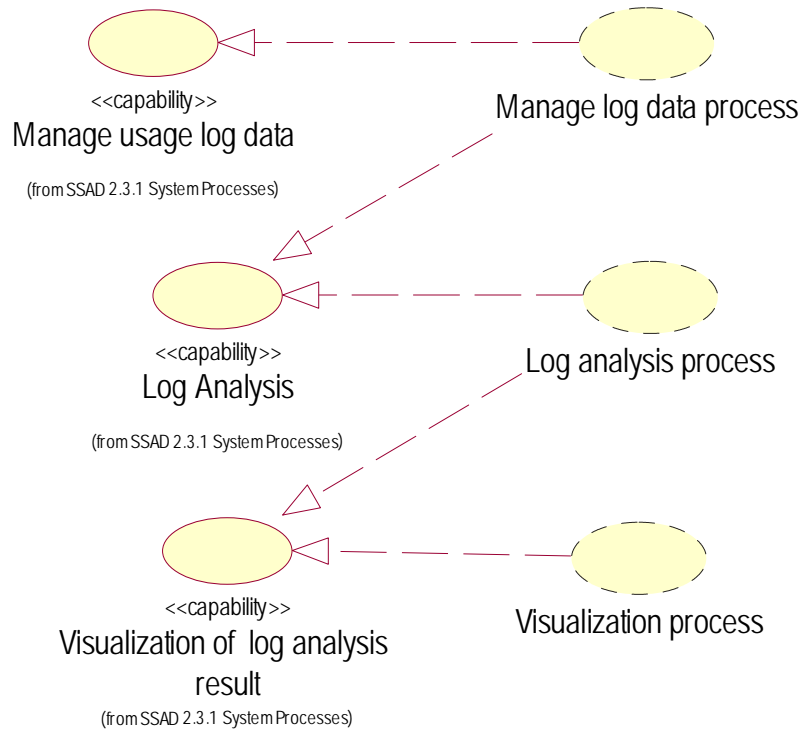 <<capability>>
Manage usage log data
(from SSAD 2.3.1 System Processes)
Manage log data process
<<capability>>
Log Analysis
(from SSAD 2.3.1 System Processes)
Log analysis process
<<capability>>
Visualization of log analysis
result
(from SSAD 2.3.1 System Processes)
Visualization process